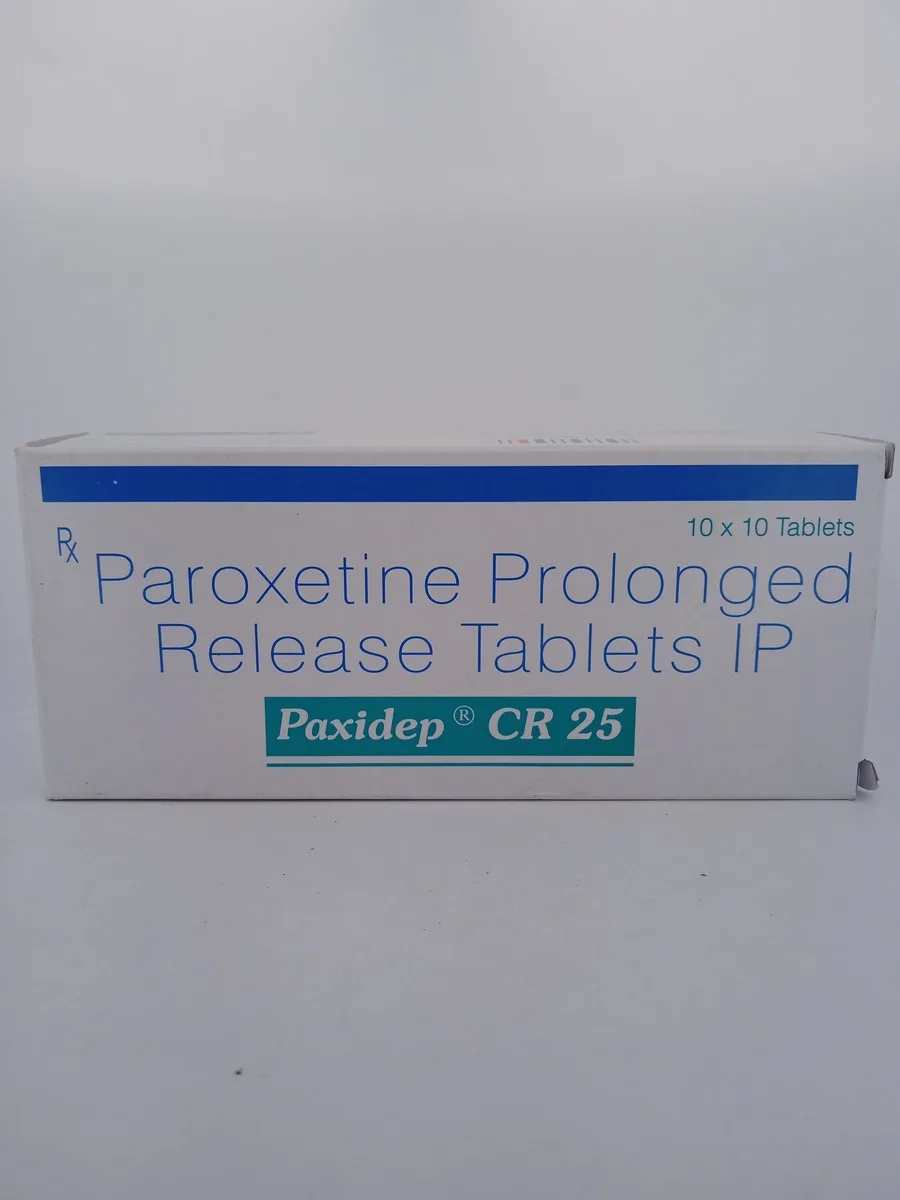 10 x 10 Tablets
Rx
Paroxetine Prolonged
Release Tablets IP
Paxidep® CR 25